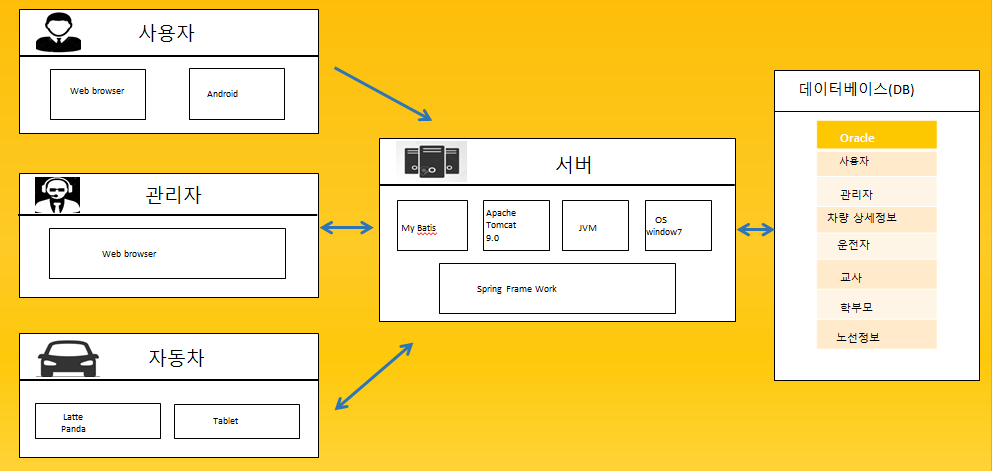 사용자
Web browser
Android
관리자
Web browser
자동차
Latte
Panda
Tablet
서버
My Batis
Apache
Tomcat
9.0
JVM
OS
window7
Spring Frame Work
데이터베이스(DB)
Oracle
사용자
관리자
차량 상세정보
운전자
교사
학부모
노선정보